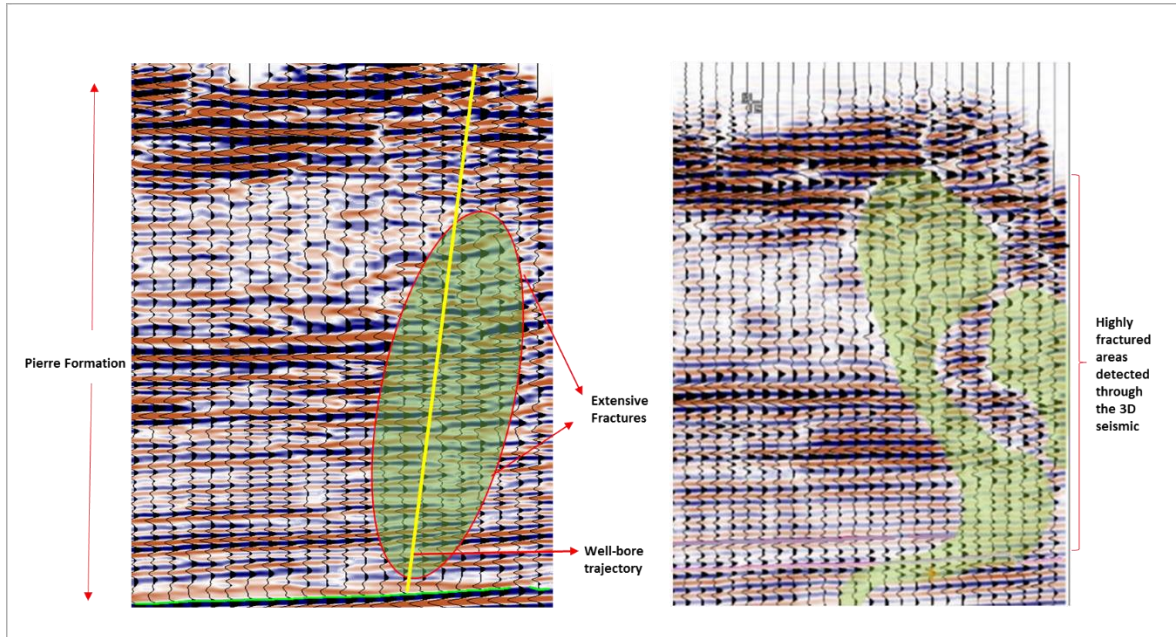 Pierre Formation
Extensive
Fractures
Well-bore
trajectory
Highly
fractured
areas
detected
through
the 3D
seismic